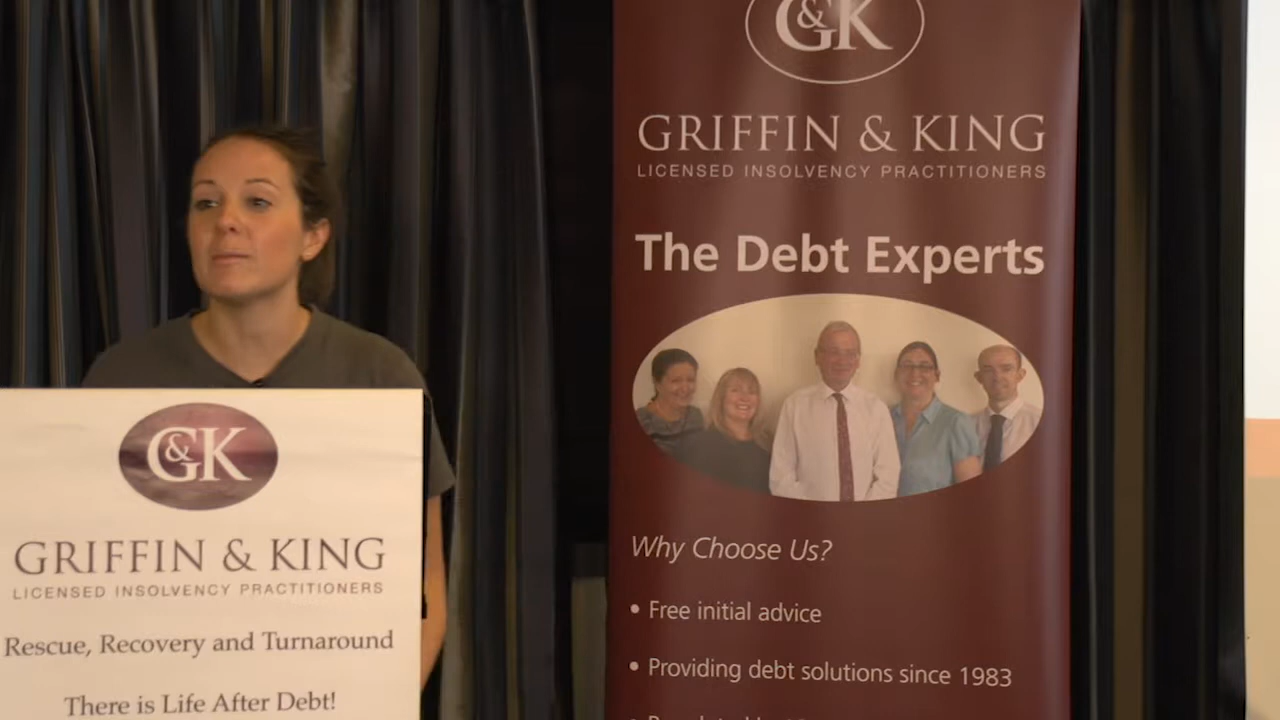 G&K
GRIFFIN & KING
LICENSED INSOLVENCY PRACTITIONERS
Rescue, Recovery and Turnaround
There is Life After Debt!
G&K
GRIFFIN & KING
LICENSED INSOLVENCY PRACTITIONERS
The Debt Experts
Why Choose Us?
• Free initial advice
• Providing debt solutions since 1983